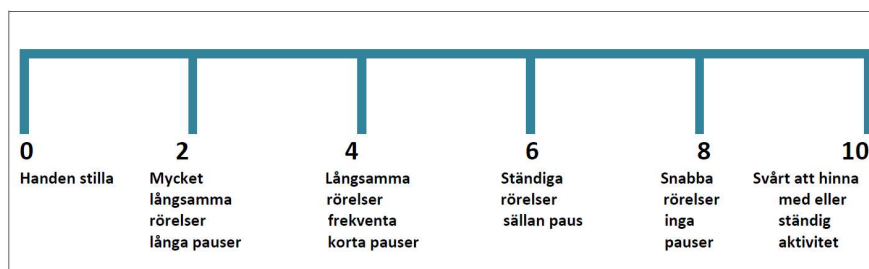 0 2 4 6 8 10
Handen stilla
Mycket
långsamma
rörelser
långa pauser
Långsamma
rörelser
frekventa
korta pauser
Ständiga
rörelser
sällan paus
Snabba
rörelser
inga
pauser
Svårt att hinna
med eller
ständig
aktivitet